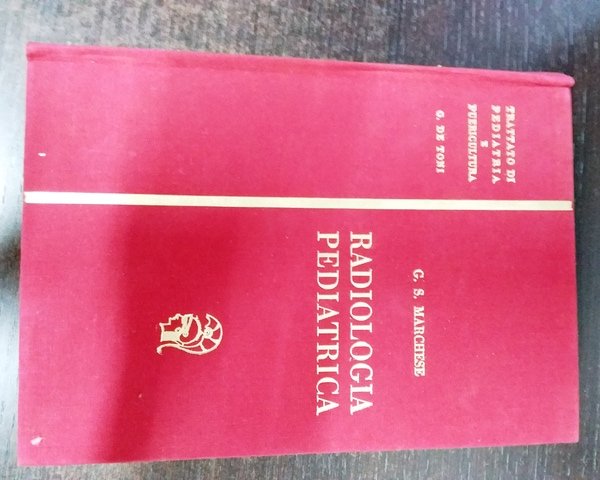 TRATTATO DI
PEDIATRIA
E
PUERICULTURA
G. DE TONI
G. S. MARCHESE
RADIOLOGIA
PEDIATRICA